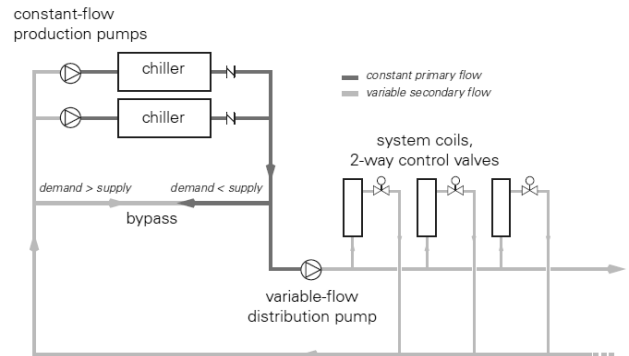 constant-flow
production pumps
chiller
constant primary flow
variable secondary flow
chiller
system coils,
2-way control valves
demand > supply
demand < supply
bypass
variable-flow
distribution pump